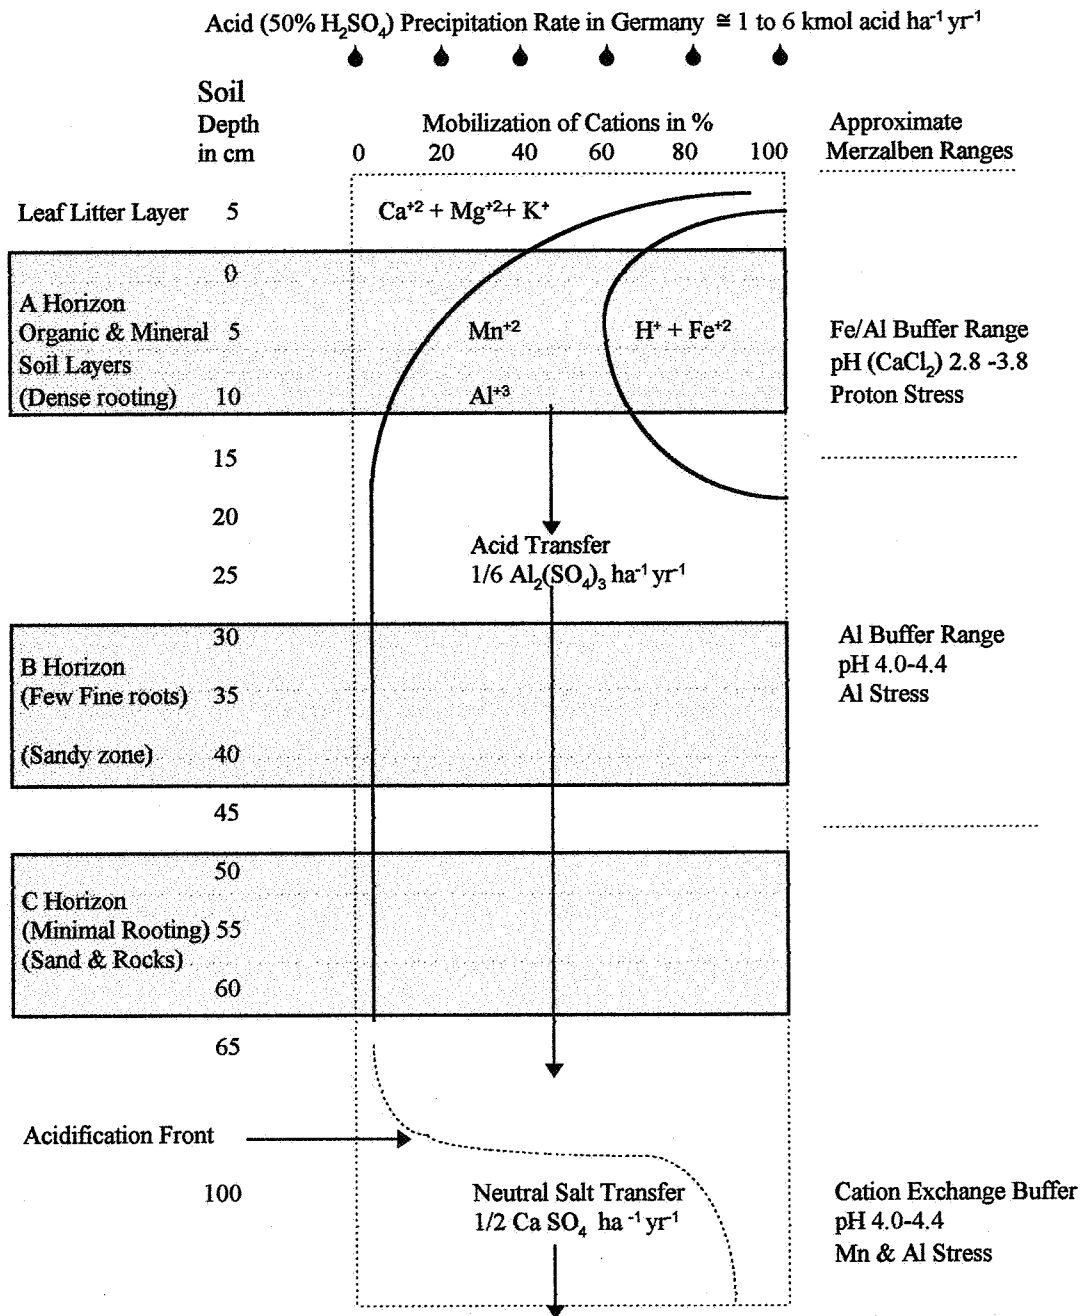 Acid (50% H₂SO₄) Precipitation Rate in Germany ≅ 1 to 6 kmol acid ha⁻¹ yr⁻¹
Soil
Depth
in cm
Mobilization of Cations in %
0 20 40 60 80 100
Approximate
Merzalben Ranges
Leaf Litter Layer 5
Ca⁺² + Mg⁺²+ K⁺
0
A Horizon
Organic & Mineral 5
Soil Layers
(Dense rooting) 10
Mn⁺²
H⁺ + Fe⁺²
Al⁺³
Fe/Al Buffer Range
pH (CaCl₂) 2.8 -3.8
Proton Stress
15
20
25
Acid Transfer
1/6 Al₂(SO₄)₃ ha⁻¹ yr⁻¹
30
B Horizon
(Few Fine roots) 35
(Sandy zone) 40
Al Buffer Range
pH 4.0-4.4
Al Stress
45
50
C Horizon
(Minimal Rooting) 55
(Sand & Rocks)
60
65
Acidification Front
100
Neutral Salt Transfer
1/2 Ca SO₄ ha ⁻¹ yr⁻¹
Cation Exchange Buffer
pH 4.0-4.4
Mn & Al Stress